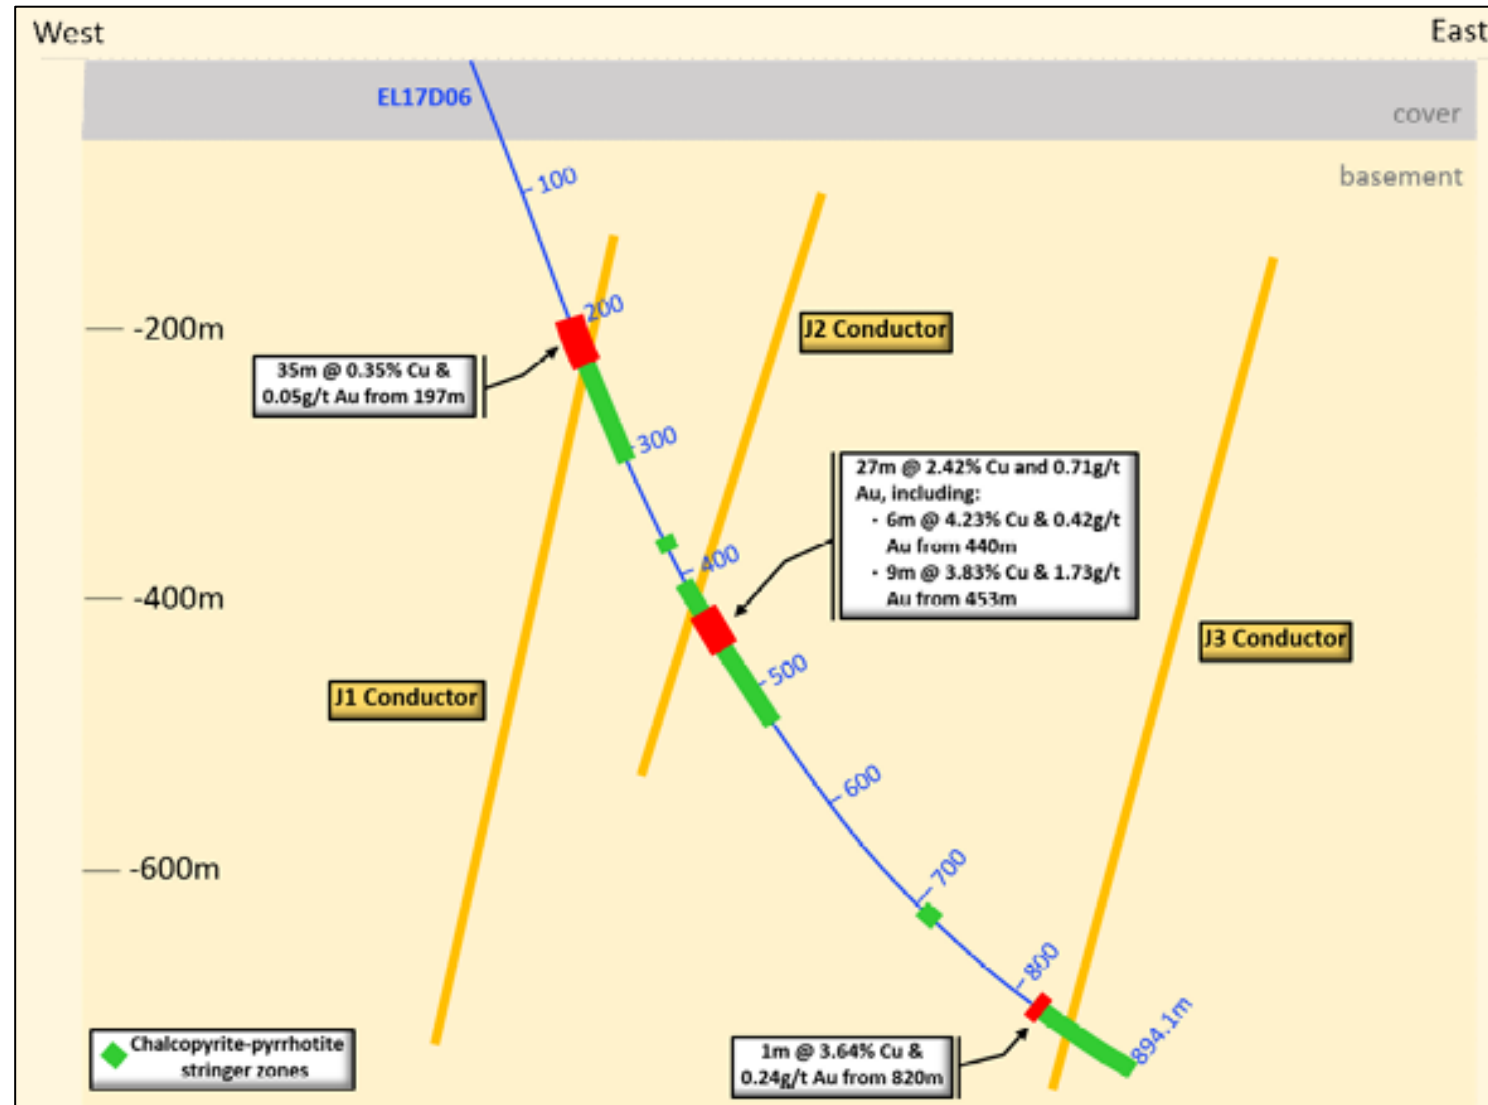 West
East
EL17D06
cover
basement
100
200
-200m
J2 Conductor
35m @ 0.35% Cu &
0.05g/t Au from 197m
300
27m @ 2.42% Cu and 0.71g/t
Au, including:
· 6m @ 4.23% Cu & 0.42g/t
Au from 440m
· 9m @ 3.83% Cu & 1.73g/t
Au from 453m
400
-400m
J3 Conductor
500
J1 Conductor
600
-600m
700
800
894.1m
Chalcopyrite-pyrrhotite
stringer zones
1m @ 3.64% Cu &
0.24g/t Au from 820m